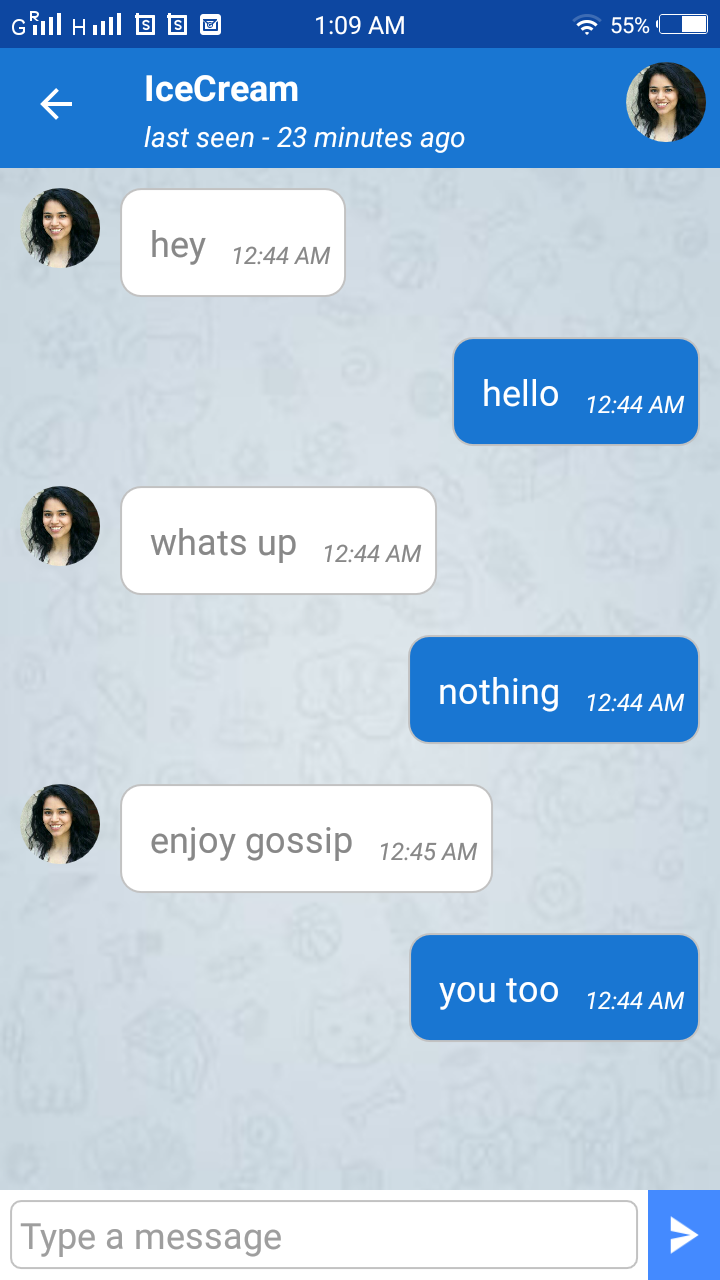 G R H S S 1:09 AM 55%
IceCream
last seen - 23 minutes ago
hey 12:44 AM
hello 12:44 AM
whats up 12:44 AM
nothing 12:44 AM
enjoy gossip 12:45 AM
you too 12:44 AM
Type a message